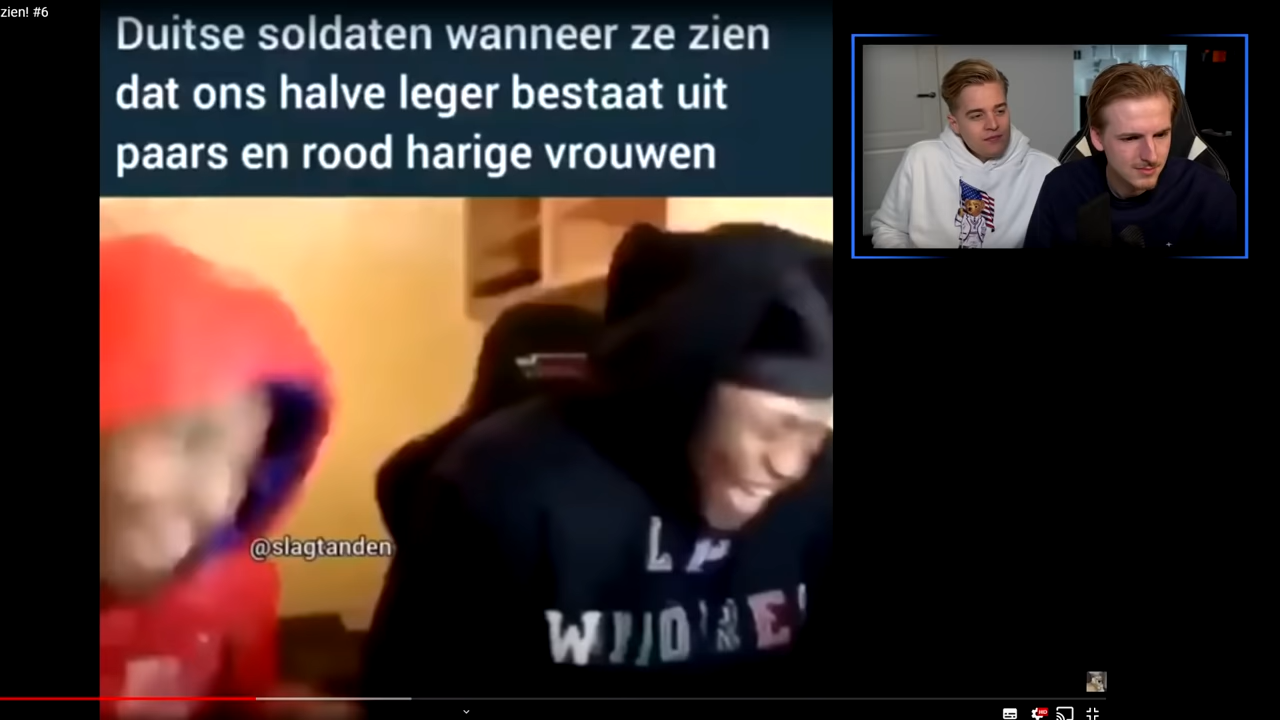 zien! #6
Duitse soldaten wanneer ze zien
dat ons halve leger bestaat uit
paars en rood harige vrouwen
@slagtanden
HD